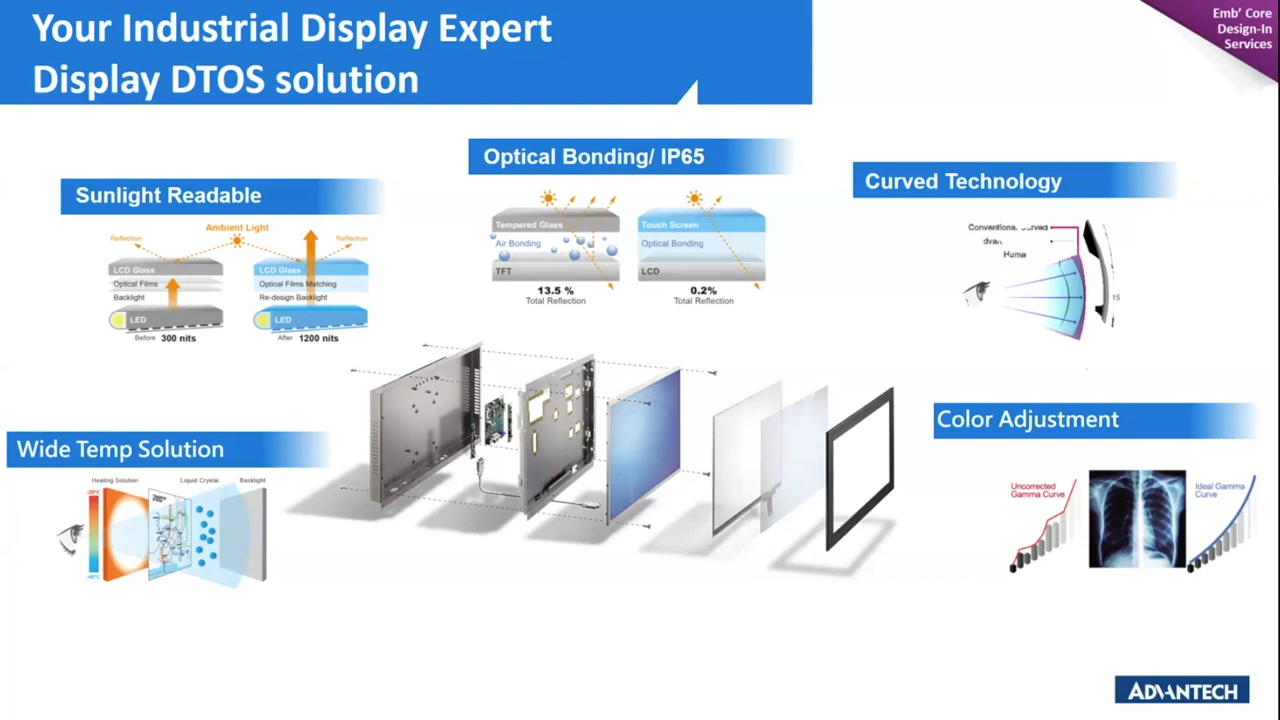 Your Industrial Display Expert
Display DTOS solution
Emb' Core
Design-In
Services
Optical Bonding/ IP65
Tempered Glass
Air Bonding
TFT
13.5 %
Total Reflection
Touch Screen
Optical Bonding
LCD
0.2%
Total Reflection
Sunlight Readable
Ambient Light
Reflection
Reflection
LCD Glass
Optical Films
Backlight
LED
Before 300 nits
LCD Glass
Optical Films Matching
Re-design Backlight
LED
After 1200 nits
Curved Technology
15
Wide Temp Solution
Heating Solution
Liquid Crystal
Backlight
Color Adjustment
Uncorrected
Gamma Curve
Ideal Gamma
Curve
ADVANTECH